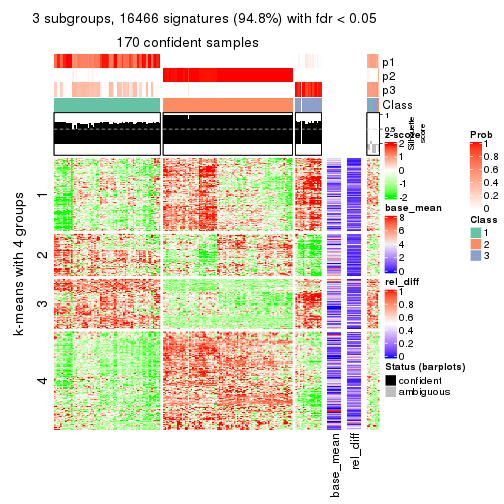 3 subgroups, 16466 signatures (94.8%) with fdr < 0.05
170 confident samples
p1
p2
p3
Class
1
0.5
Silhouette
score
k-means with 4 groups
1
2
3
4
base_mean
rel_diff
z-score
2
1
0
-1
-2
base_mean
8
6
4
2
0
rel_diff
1
0.8
0.6
0.4
0.2
0
Status (barplots)
confident
ambiguous
Prob
1
0.8
0.6
0.4
0.2
0
Class
1
2
3